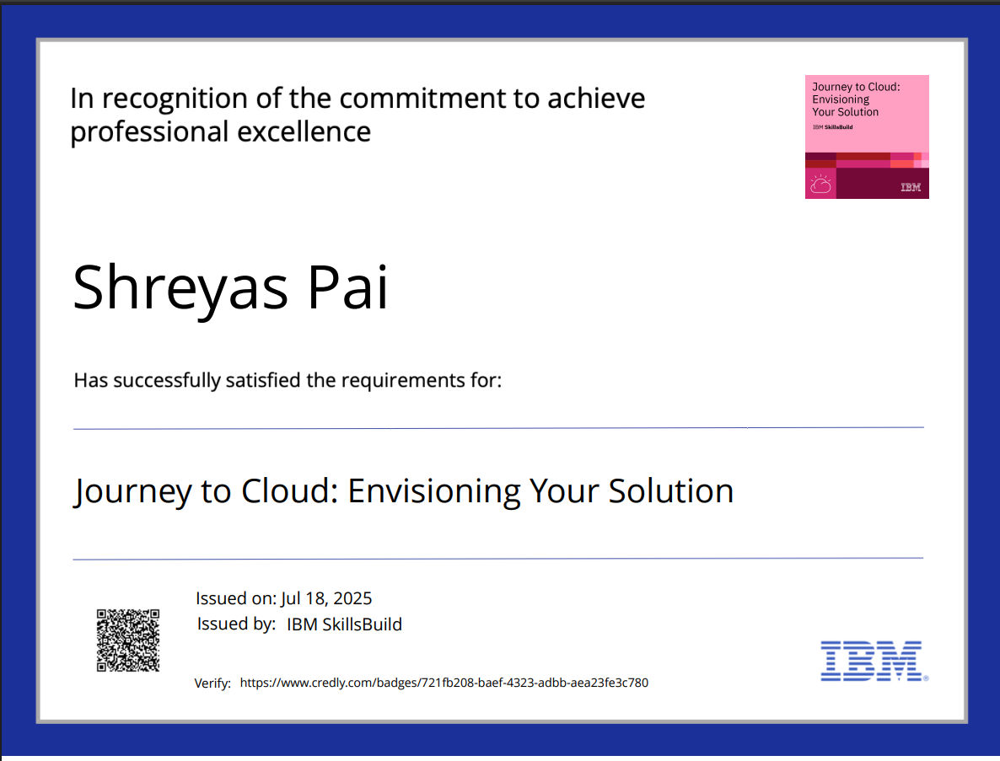 In recognition of the commitment to achieve
professional excellence
Journey to Cloud:
Envisioning
Your Solution
IBM SkillsBuild
IBM
Shreyas Pai
Has successfully satisfied the requirements for:
Journey to Cloud: Envisioning Your Solution
Issued on: Jul 18, 2025
Issued by: IBM SkillsBuild
IBM®
Verify: https://www.credly.com/badges/721fb208-baef-4323-adbb-aea23fe3c780